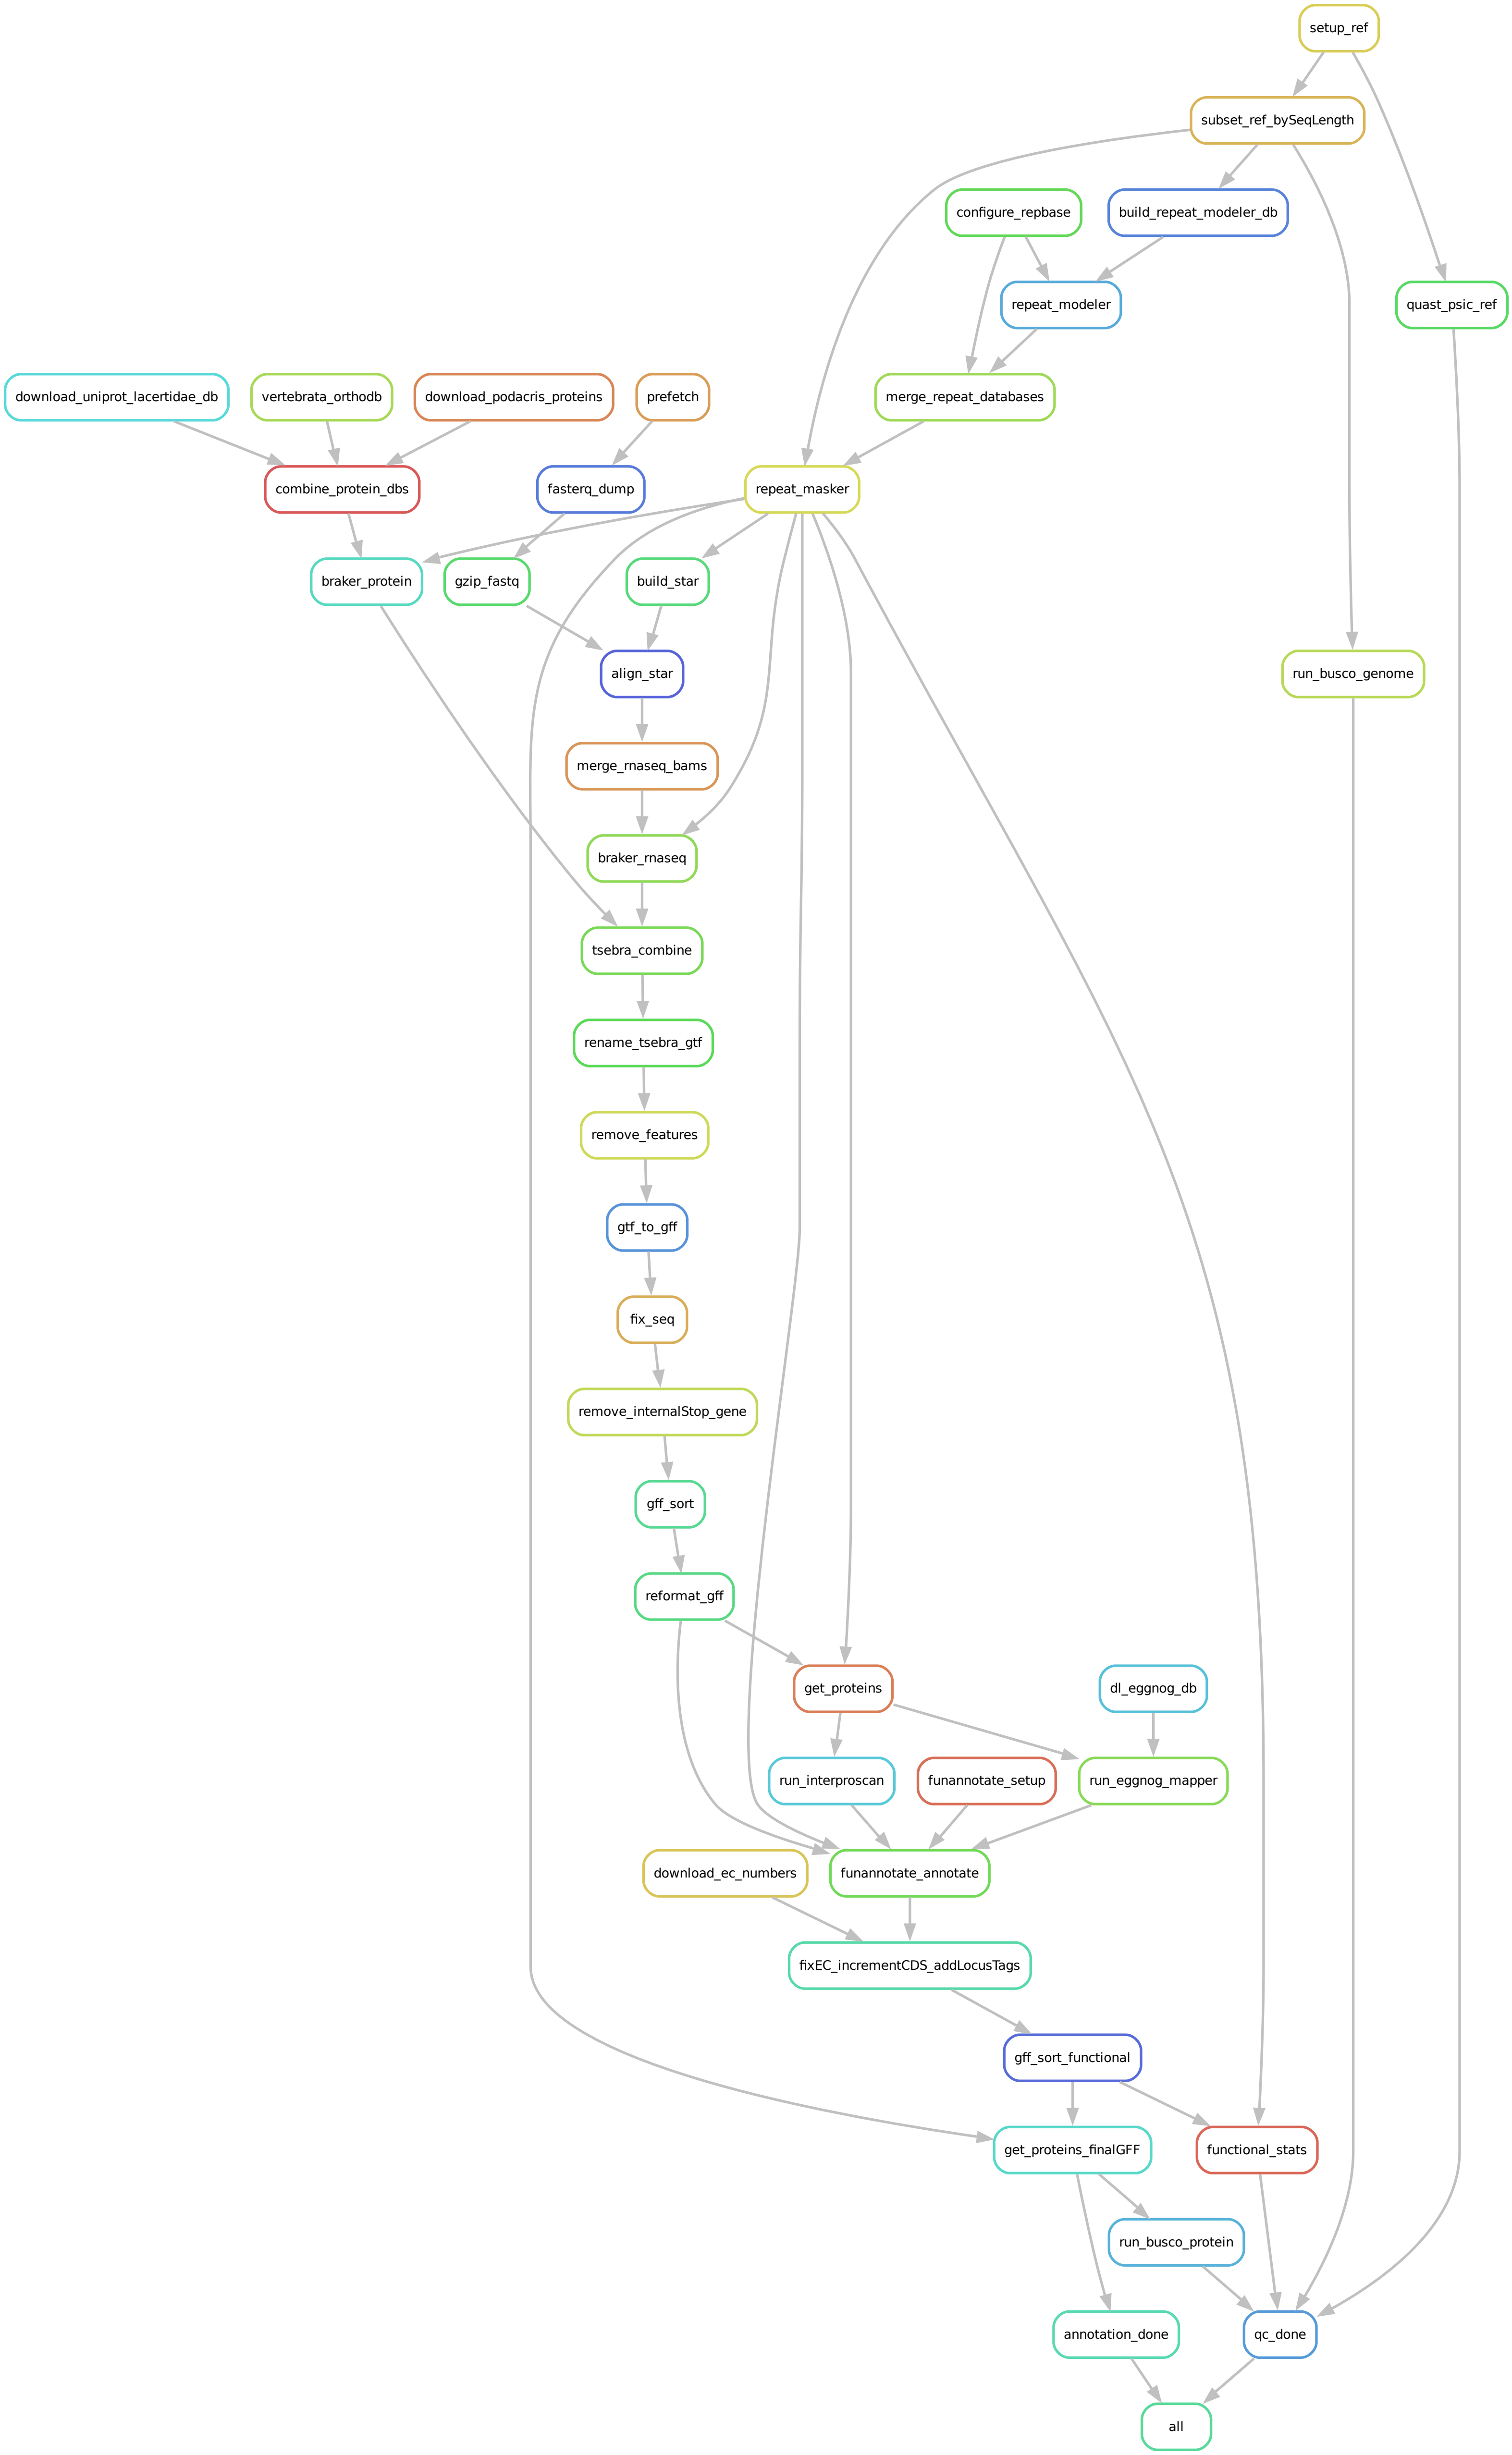 setup_ref
subset_ref_bySeqLength
configure_repbase
build_repeat_modeler_db
repeat_modeler
quast_psic_ref
download_uniprot_lacertidae_db
vertebrata_orthodb
download_podacris_proteins
prefetch
merge_repeat_databases
combine_protein_dbs
fasterq_dump
repeat_masker
braker_protein
gzip_fastq
build_star
align_star
run_busco_genome
merge_rnaseq_bams
braker_rnaseq
tsebra_combine
rename_tsebra_gtf
remove_features
gtf_to_gff
fix_seq
remove_internalStop_gene
gff_sort
reformat_gff
get_proteins
dl_eggnog_db
run_interproscan
funannotate_setup
run_eggnog_mapper
download_ec_numbers
funannotate_annotate
fixEC_incrementCDS_addLocusTags
gff_sort_functional
get_proteins_finalGFF
functional_stats
run_busco_protein
annotation_done
qc_done
all